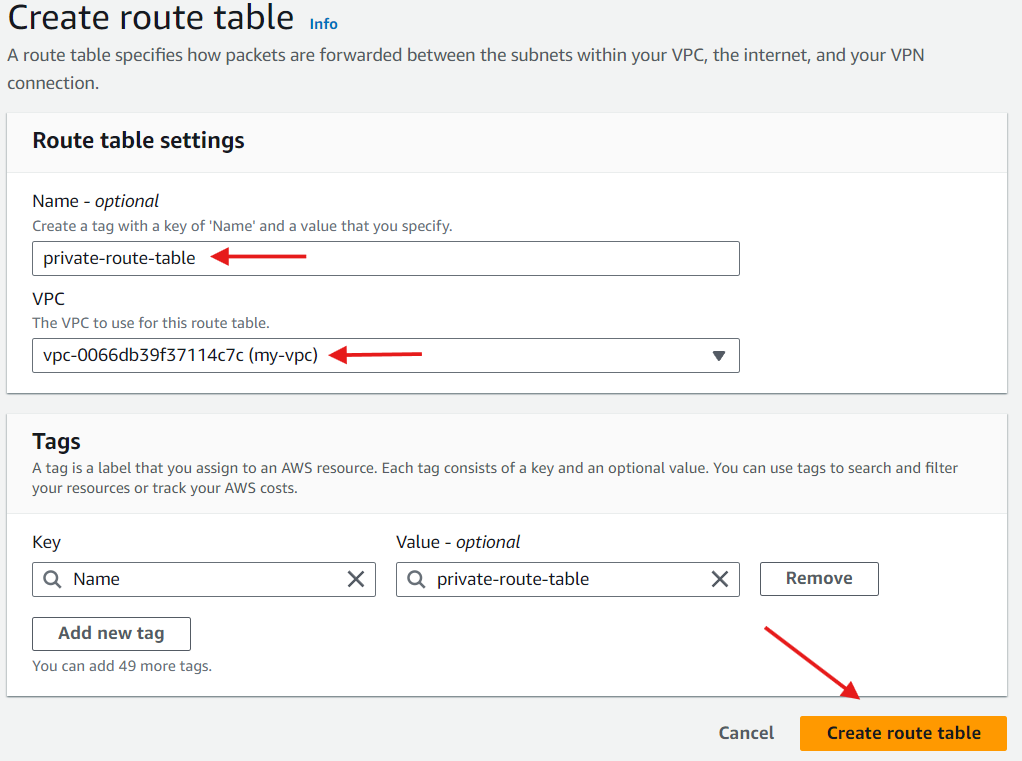 Create route table Info
A route table specifies how packets are forwarded between the subnets within your VPC, the internet, and your VPN
connection.
Route table settings
Name - optional
Create a tag with a key of 'Name' and a value that you specify.
private-route-table
VPC
The VPC to use for this route table.
vpc-0066db39f37114c7c (my-vpc)
Tags
A tag is a label that you assign to an AWS resource. Each tag consists of a key and an optional value. You can use tags to search and filter
your resources or track your AWS costs.
Key Value - optional
Name private-route-table Remove
Add new tag
You can add 49 more tags.
Cancel Create route table